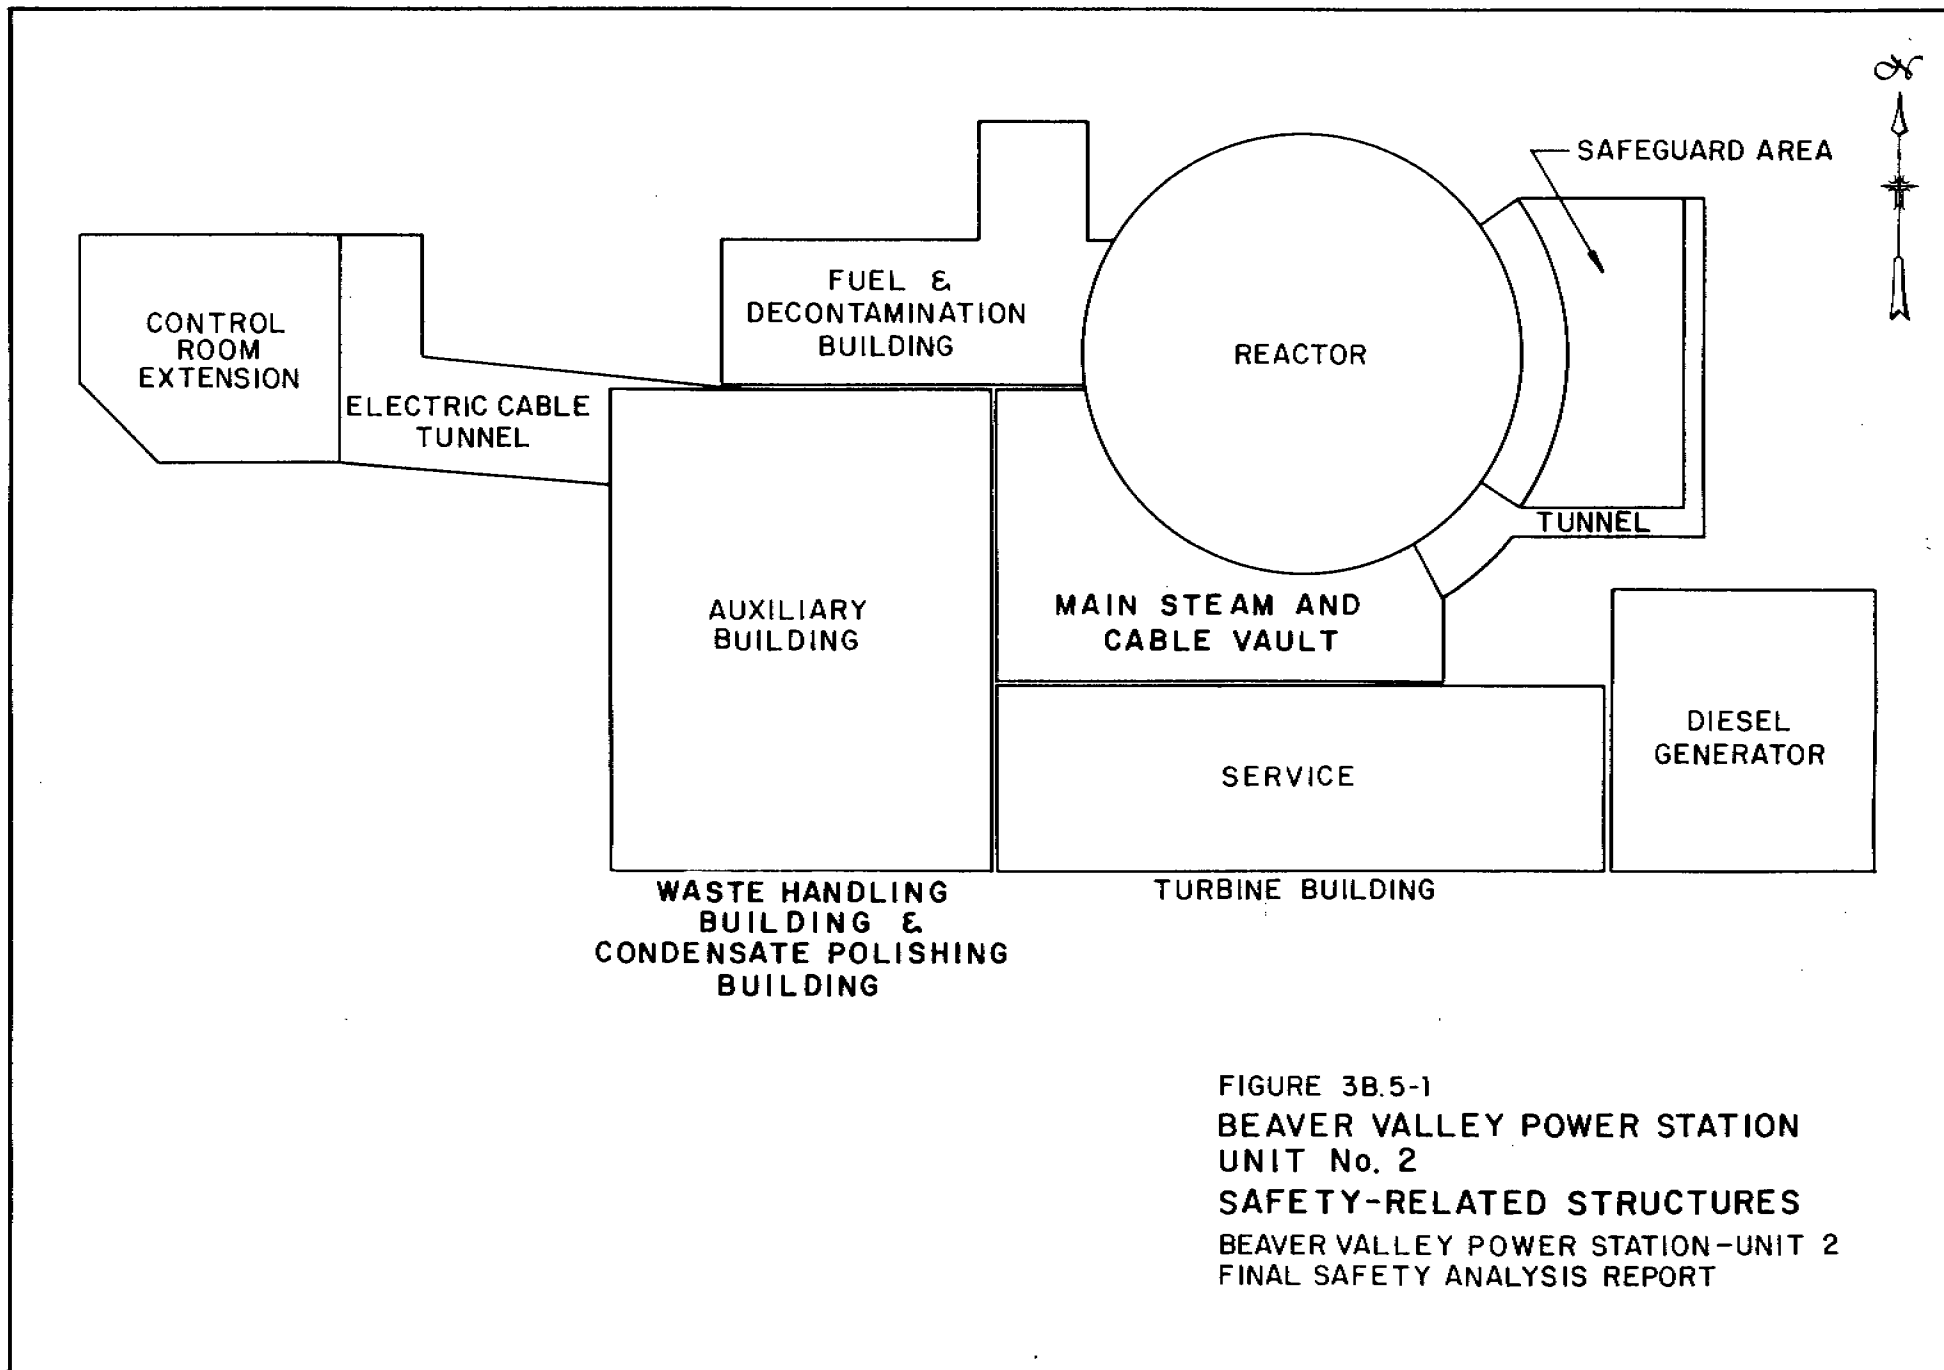 N
SAFEGUARD AREA
FUEL &
DECONTAMINATION
BUILDING
CONTROL
ROOM
EXTENSION
REACTOR
ELECTRIC CABLE
TUNNEL
TUNNEL
AUXILIARY
BUILDING
MAIN STEAM AND
CABLE VAULT
DIESEL
GENERATOR
SERVICE
WASTE HANDLING
BUILDING &
CONDENSATE POLISHING
BUILDING
TURBINE BUILDING
FIGURE 3B.5-1
BEAVER VALLEY POWER STATION
UNIT No. 2
SAFETY-RELATED STRUCTURES
BEAVER VALLEY POWER STATION-UNIT 2
FINAL SAFETY ANALYSIS REPORT